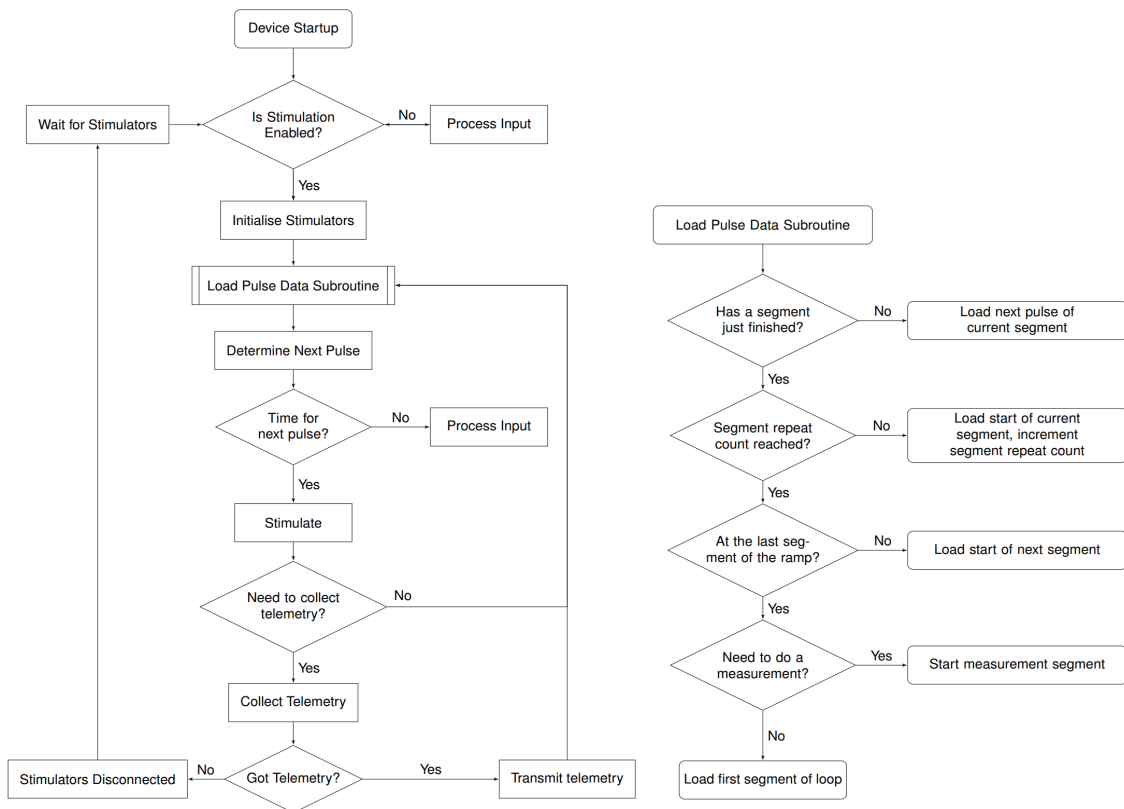 Device Startup
Is Stimulation
Enabled?
No
Process Input
Wait for Stimulators
Yes
Initialise Stimulators
Load Pulse Data Subroutine
Determine Next Pulse
Time for
next pulse?
No
Process Input
Yes
Stimulate
Need to collect
telemetry?
No
Yes
Collect Telemetry
Got Telemetry?
No
Stimulators Disconnected
Yes
Transmit telemetry
Load Pulse Data Subroutine
Has a segment
just finished?
No
Load next pulse of
current segment
Yes
Segment repeat
count reached?
No
Load start of current
segment, increment
segment repeat count
Yes
At the last seg-
ment of the ramp?
No
Load start of next segment
Yes
Need to do a
measurement?
Yes
Start measurement segment
No
Load first segment of loop